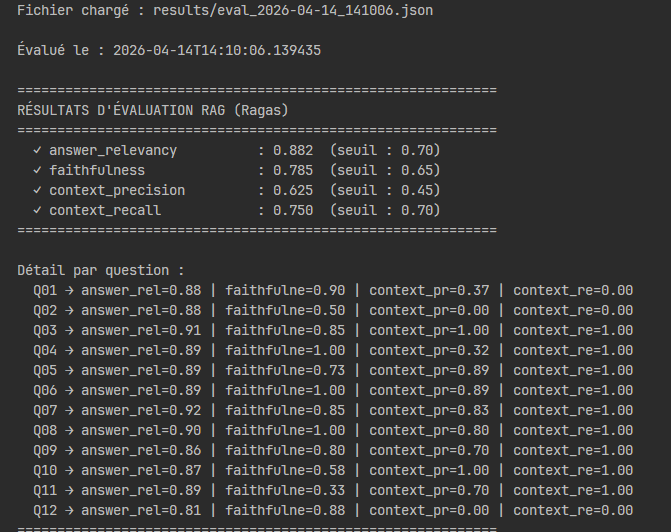 Fichier chargé : results/eval_2026-04-14_141006.json
Évalué le : 2026-04-14T14:10:06.139435
============================================================
RÉSULTATS D'ÉVALUATION RAG (Ragas)
============================================================
✓ answer_relevancy : 0.882 (seuil : 0.70)
✓ faithfulness : 0.785 (seuil : 0.65)
✓ context_precision : 0.625 (seuil : 0.45)
✓ context_recall : 0.750 (seuil : 0.70)
============================================================
Détail par question :
Q01 → answer_rel=0.88 | faithfulne=0.90 | context_pr=0.37 | context_re=0.00
Q02 → answer_rel=0.88 | faithfulne=0.50 | context_pr=0.00 | context_re=0.00
Q03 → answer_rel=0.91 | faithfulne=0.85 | context_pr=1.00 | context_re=1.00
Q04 → answer_rel=0.89 | faithfulne=1.00 | context_pr=0.32 | context_re=1.00
Q05 → answer_rel=0.89 | faithfulne=0.73 | context_pr=0.89 | context_re=1.00
Q06 → answer_rel=0.89 | faithfulne=1.00 | context_pr=0.89 | context_re=1.00
Q07 → answer_rel=0.92 | faithfulne=0.85 | context_pr=0.83 | context_re=1.00
Q08 → answer_rel=0.90 | faithfulne=1.00 | context_pr=0.80 | context_re=1.00
Q09 → answer_rel=0.86 | faithfulne=0.80 | context_pr=0.70 | context_re=1.00
Q10 → answer_rel=0.87 | faithfulne=0.58 | context_pr=1.00 | context_re=1.00
Q11 → answer_rel=0.89 | faithfulne=0.33 | context_pr=0.70 | context_re=1.00
Q12 → answer_rel=0.81 | faithfulne=0.88 | context_pr=0.00 | context_re=0.00
============================================================